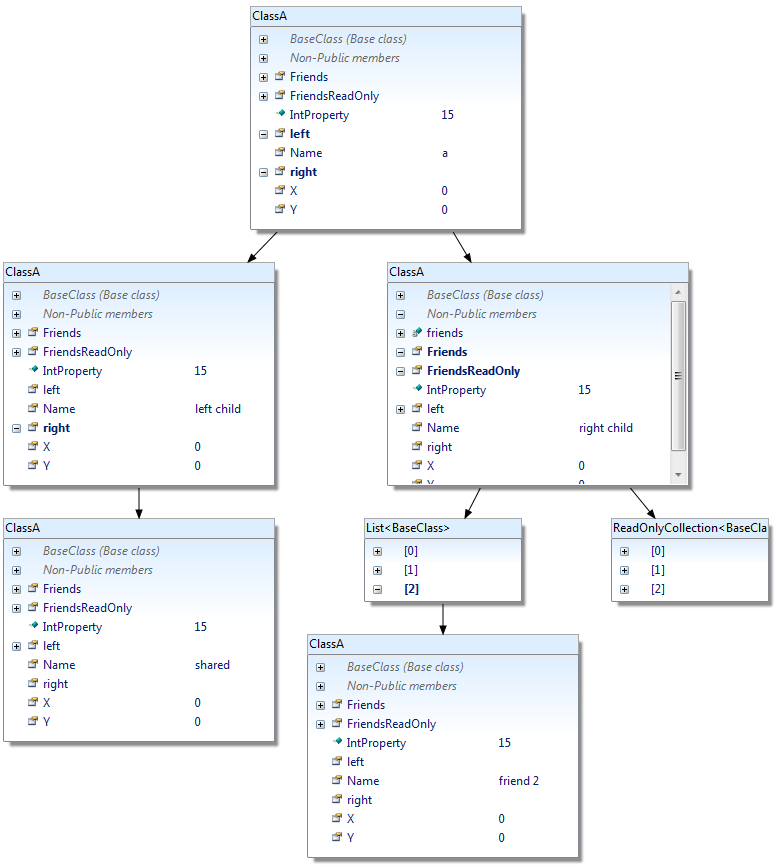 ClassA
BaseClass (Base class)
Non-Public members
Friends
FriendsReadOnly
IntProperty 15
left
Name a
right
X 0
Y 0
ClassA
BaseClass (Base class)
Non-Public members
Friends
FriendsReadOnly
IntProperty 15
left
Name left child
right
X 0
Y 0
ClassA
BaseClass (Base class)
Non-Public members
friends
Friends
FriendsReadOnly
IntProperty 15
left
Name right child
right
X 0
Y 0
ClassA
BaseClass (Base class)
Non-Public members
Friends
FriendsReadOnly
IntProperty 15
left
Name shared
right
X 0
Y 0
List<BaseClass>
[0]
[1]
[2]
ReadOnlyCollection<BaseCla
[0]
[1]
[2]
ClassA
BaseClass (Base class)
Non-Public members
Friends
FriendsReadOnly
IntProperty 15
left
Name friend 2
right
X 0
Y 0